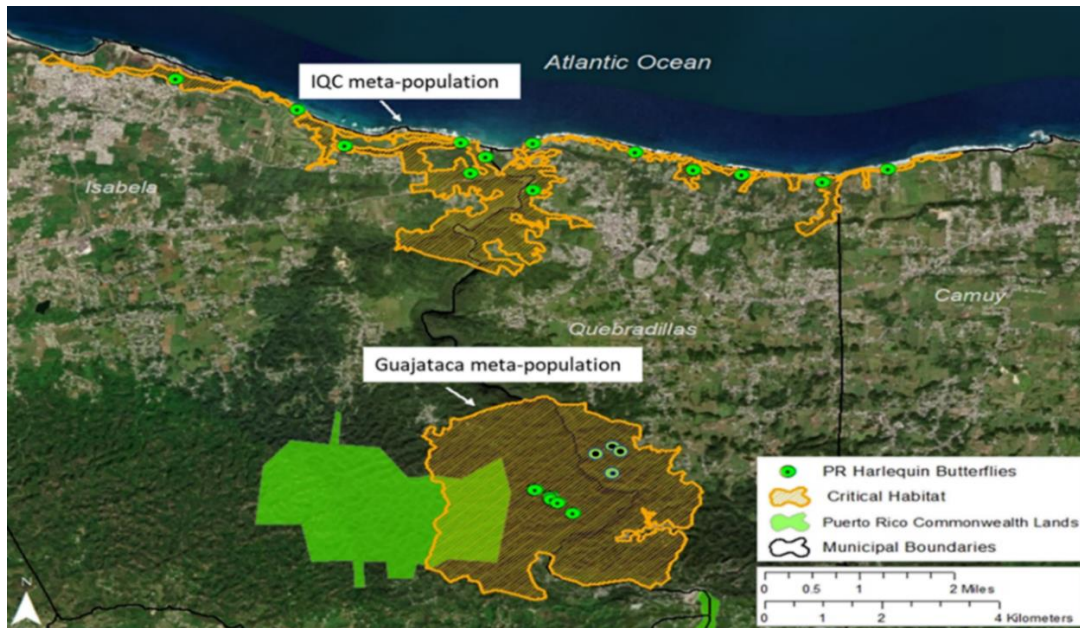 Atlantic Ocean
IQC meta-population
Isabela
Camuy
Quebradillas
Guajataca meta-population
PR Harlequin Butterflies
Critical Habitat
Puerto Rico Commonwealth Lands
Municipal Boundaries
N
0 0.5 1 2 Miles
0 1 2 4 Kilometers